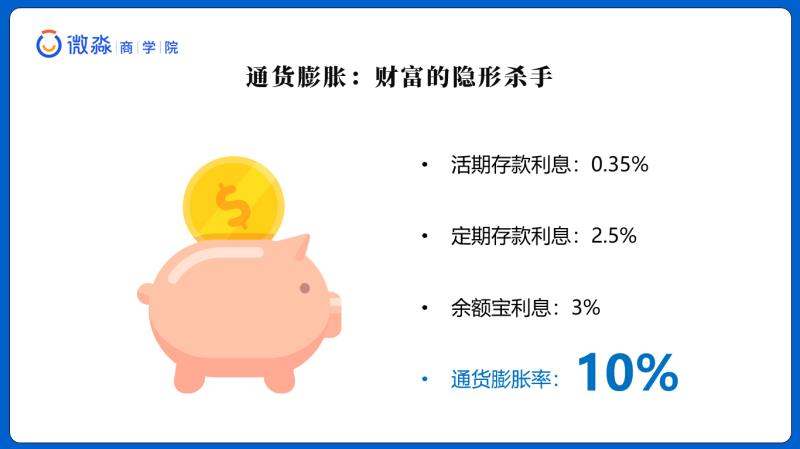 微淼 商 学 院
通货膨胀：财富的隐形杀手
• 活期存款利息：0.35%
• 定期存款利息：2.5%
• 余额宝利息：3%
• 通货膨胀率：10%